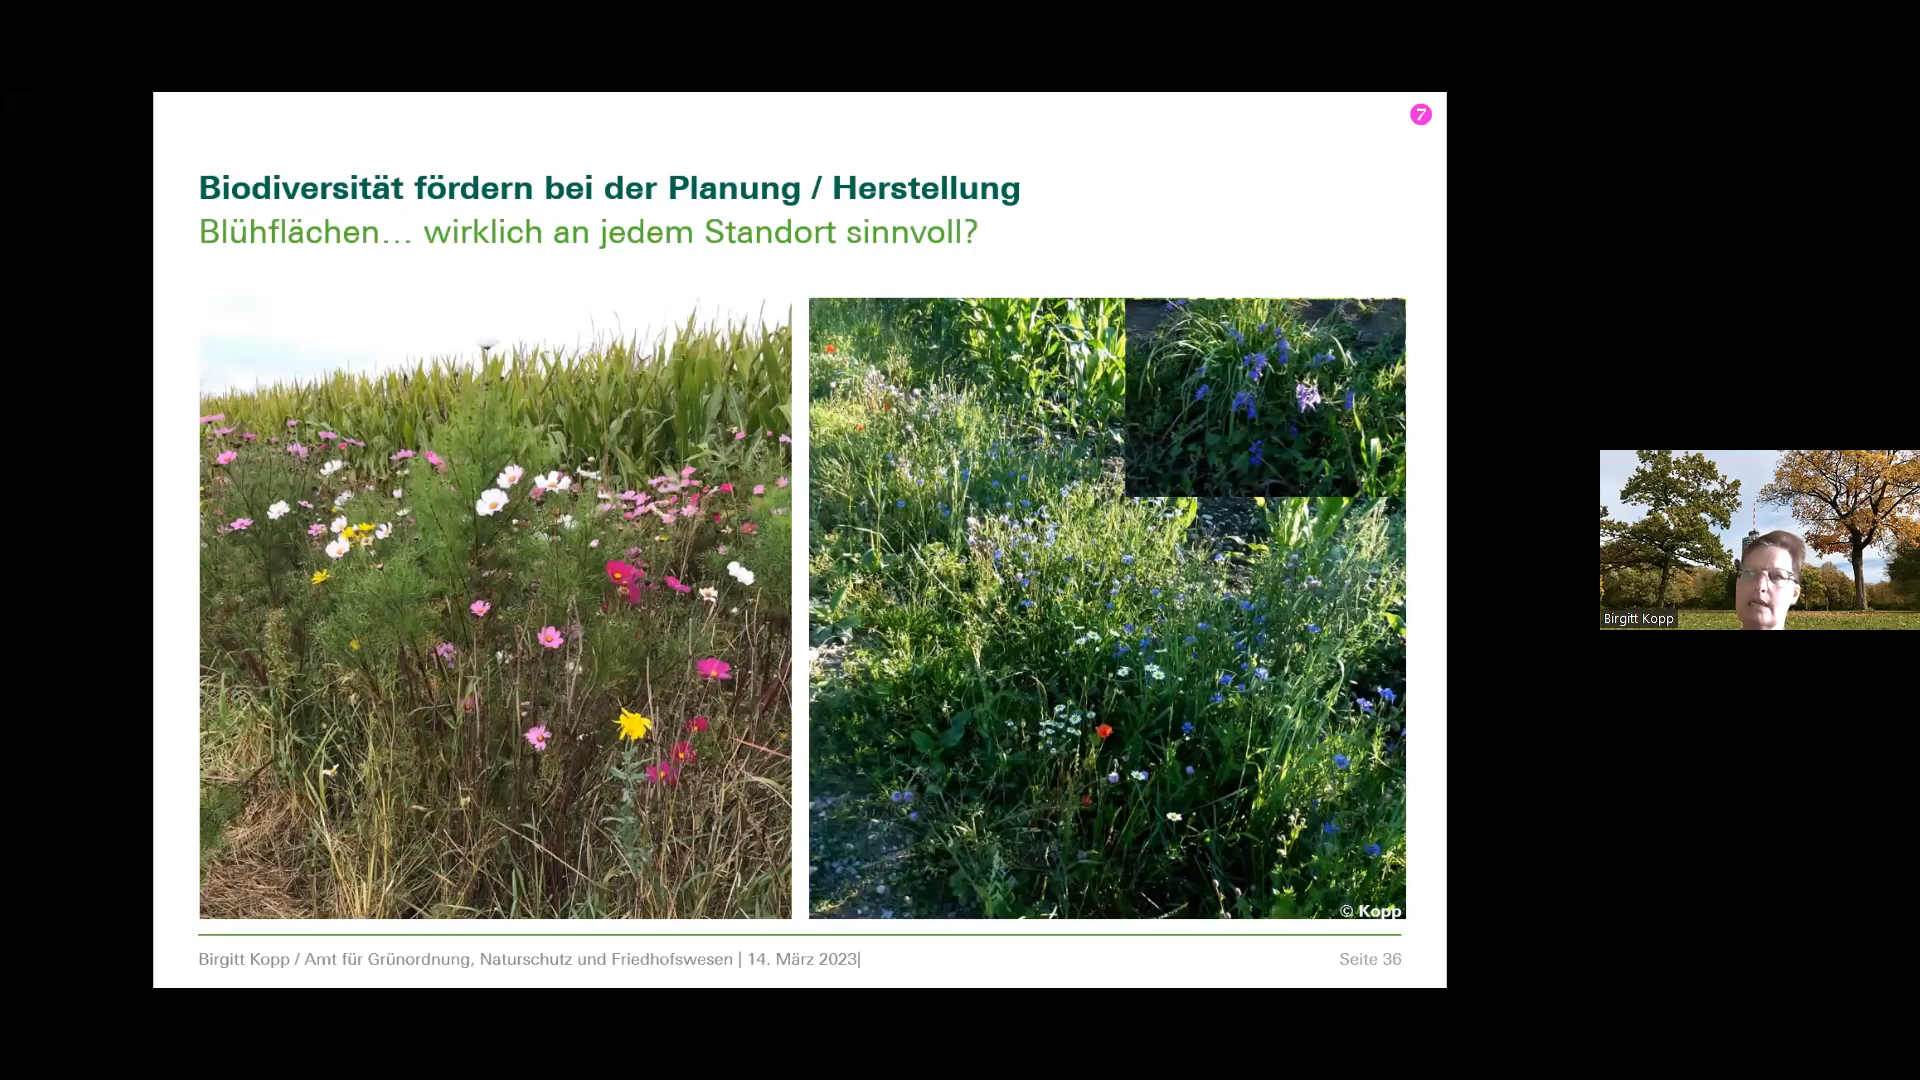 7
Biodiversität fördern bei der Planung / Herstellung
Blühflächen… wirklich an jedem Standort sinnvoll?
© Kopp
Birgitt Kopp / Amt für Grünordnung, Naturschutz und Friedhofswesen | 14. März 2023|
Seite 36
Birgitt Kopp